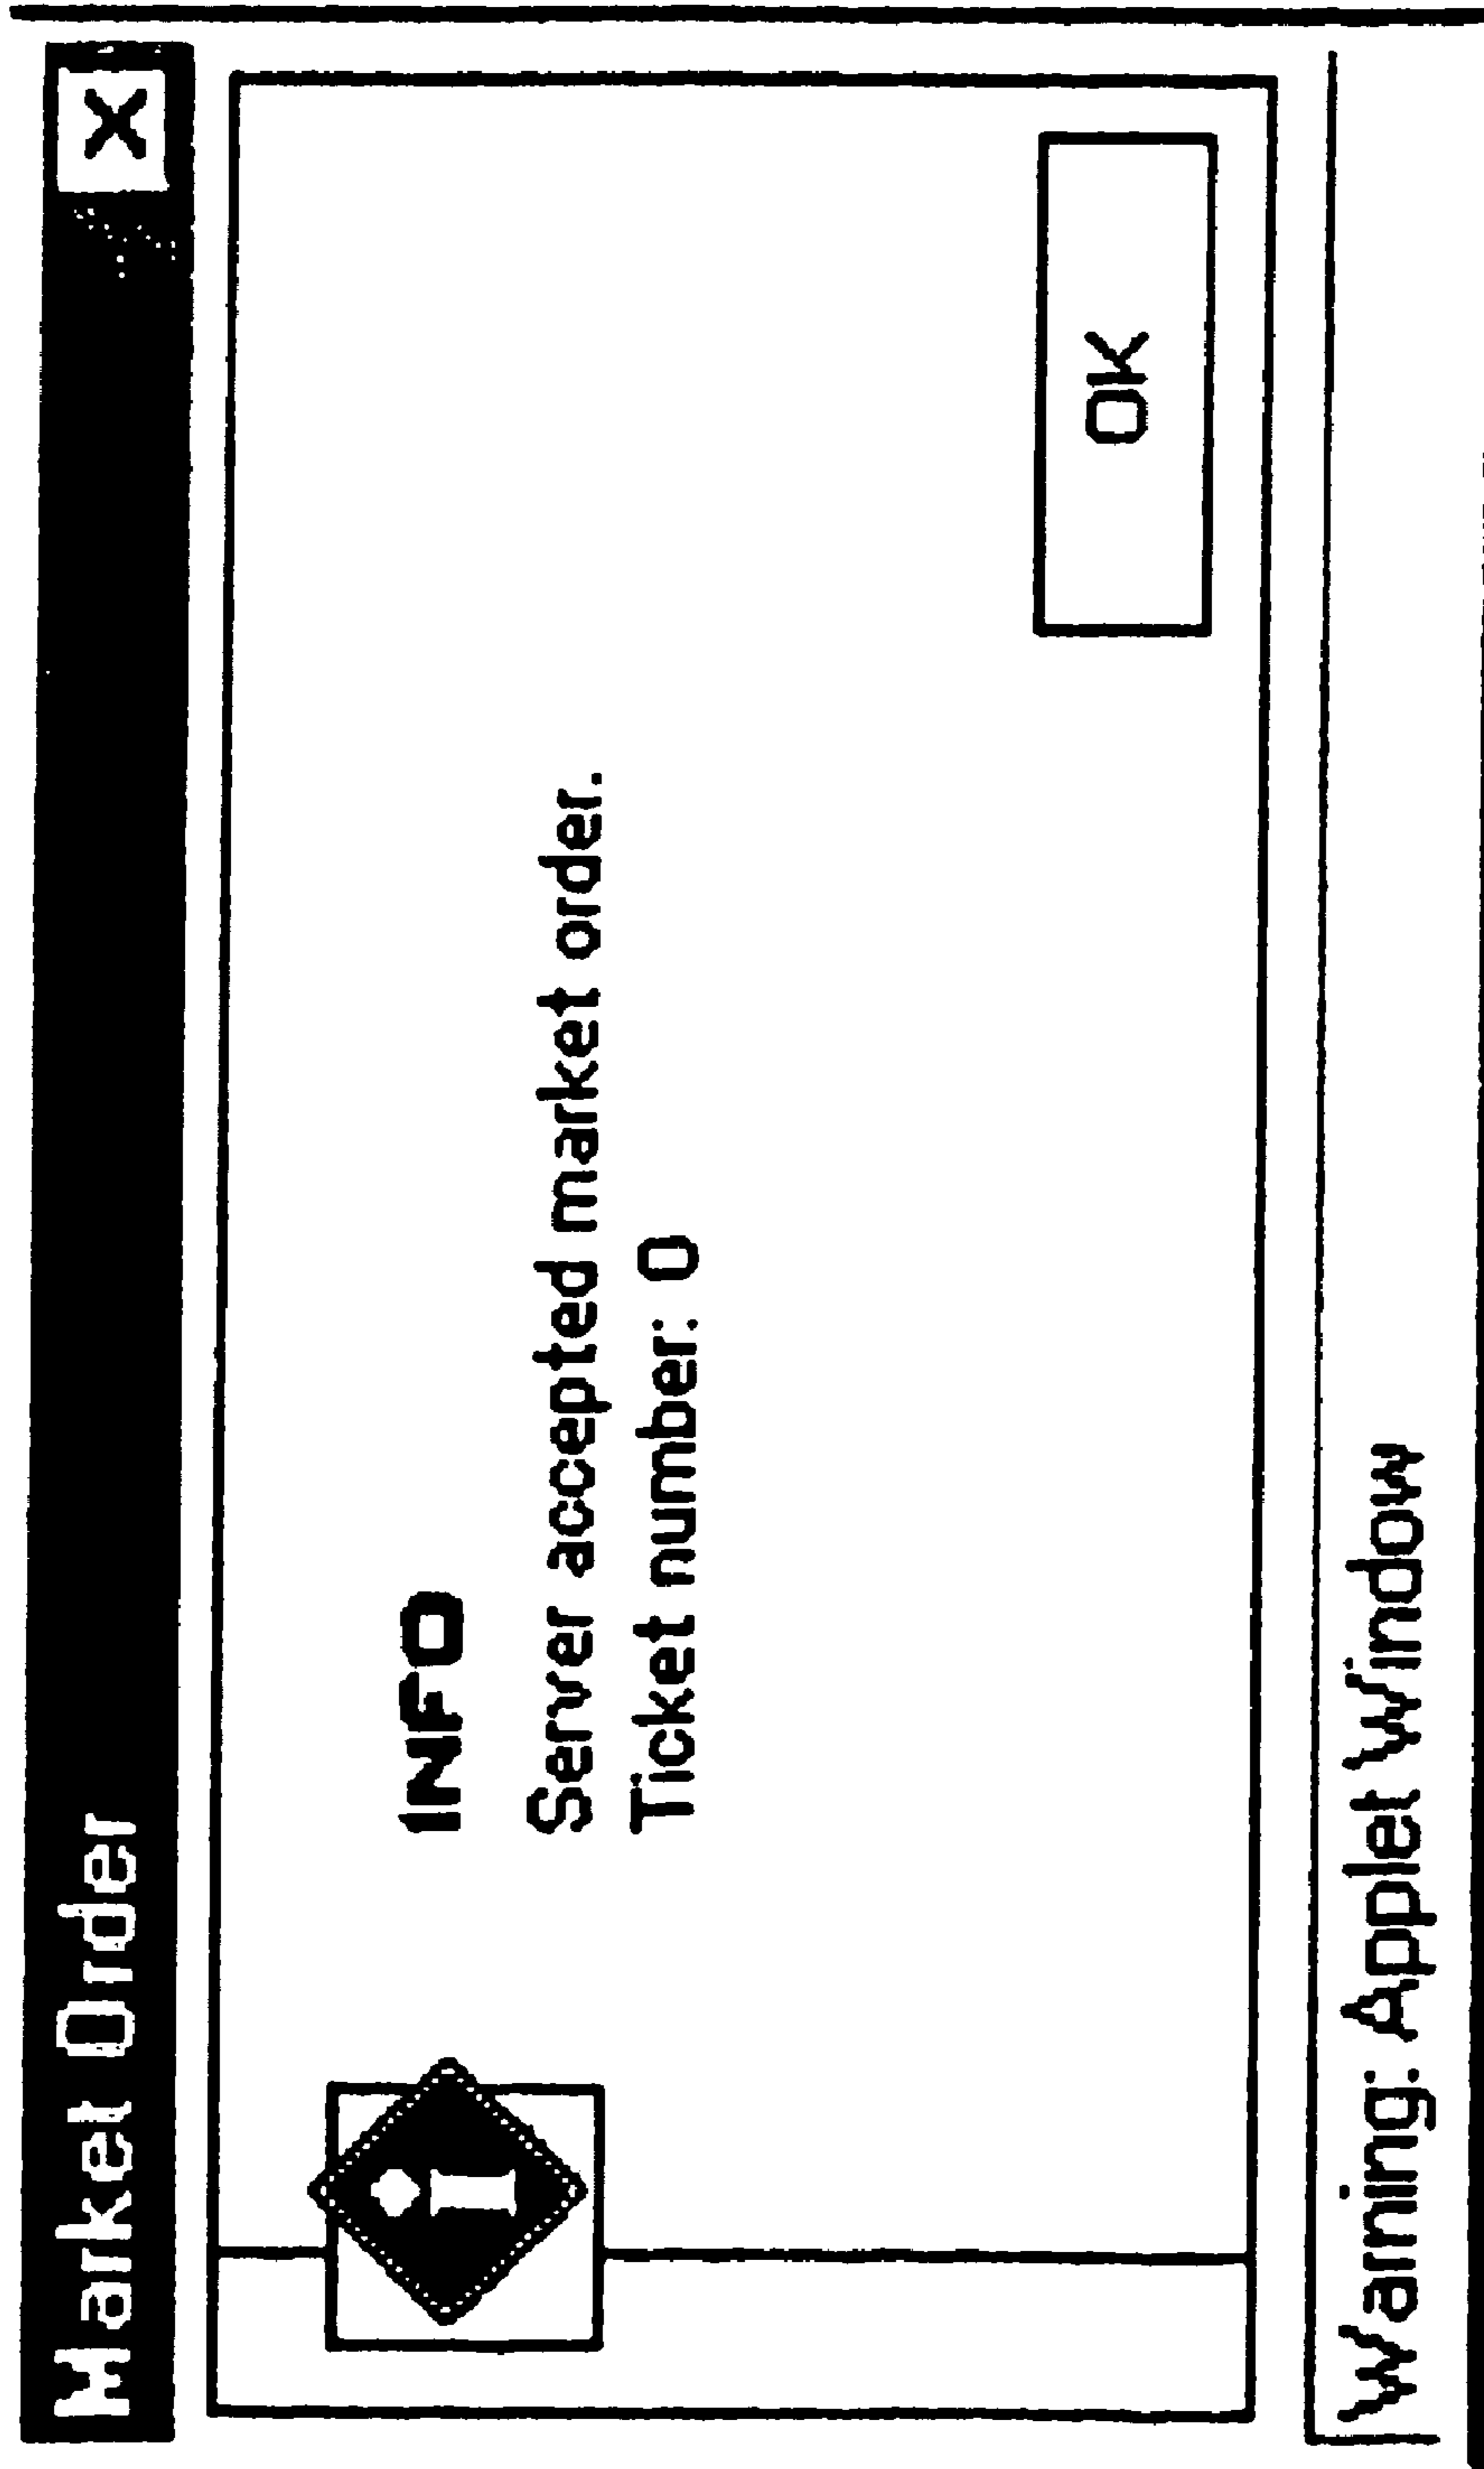 Market Order
X
INFO
Server accepted market order.
Ticket number: 0
OK
Warning: Applet Window